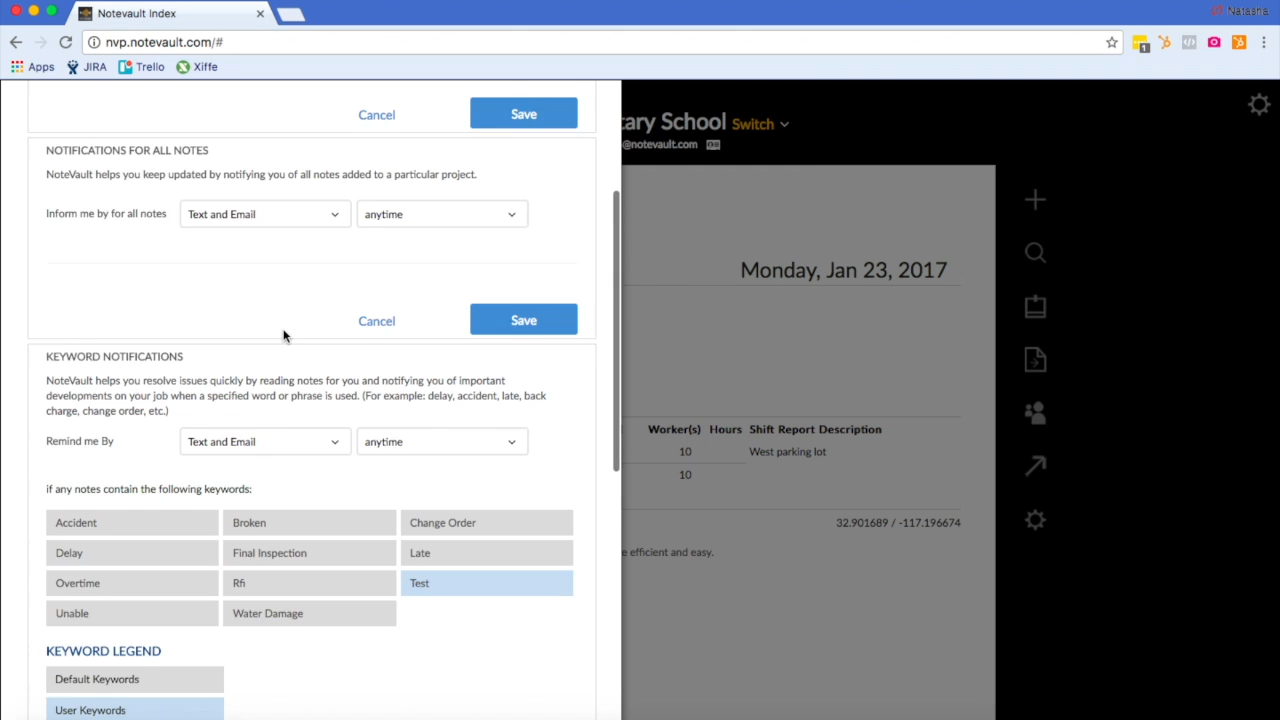 Notevault Index
Natasha
nvp.notevault.com/#
1
Apps JIRA Trello Xiffe
Cancel Save
tary School Switch
@notevault.com
NOTIFICATIONS FOR ALL NOTES
NoteVault helps you keep updated by notifying you of all notes added to a particular project.
Inform me by for all notes Text and Email anytime
Cancel Save
KEYWORD NOTIFICATIONS
NoteVault helps you resolve issues quickly by reading notes for you and notifying you of important
developments on your job when a specified word or phrase is used. (For example: delay, accident, late, back
charge, change order, etc.)
Remind me By Text and Email anytime
if any notes contain the following keywords:
Accident Broken Change Order
Delay Final Inspection Late
Overtime Rfi Test
Unable Water Damage
KEYWORD LEGEND
Default Keywords
User Keywords
Monday, Jan 23, 2017
Worker(s) Hours Shift Report Description
10 West parking lot
10
32.901689 / -117.196674
e efficient and easy.